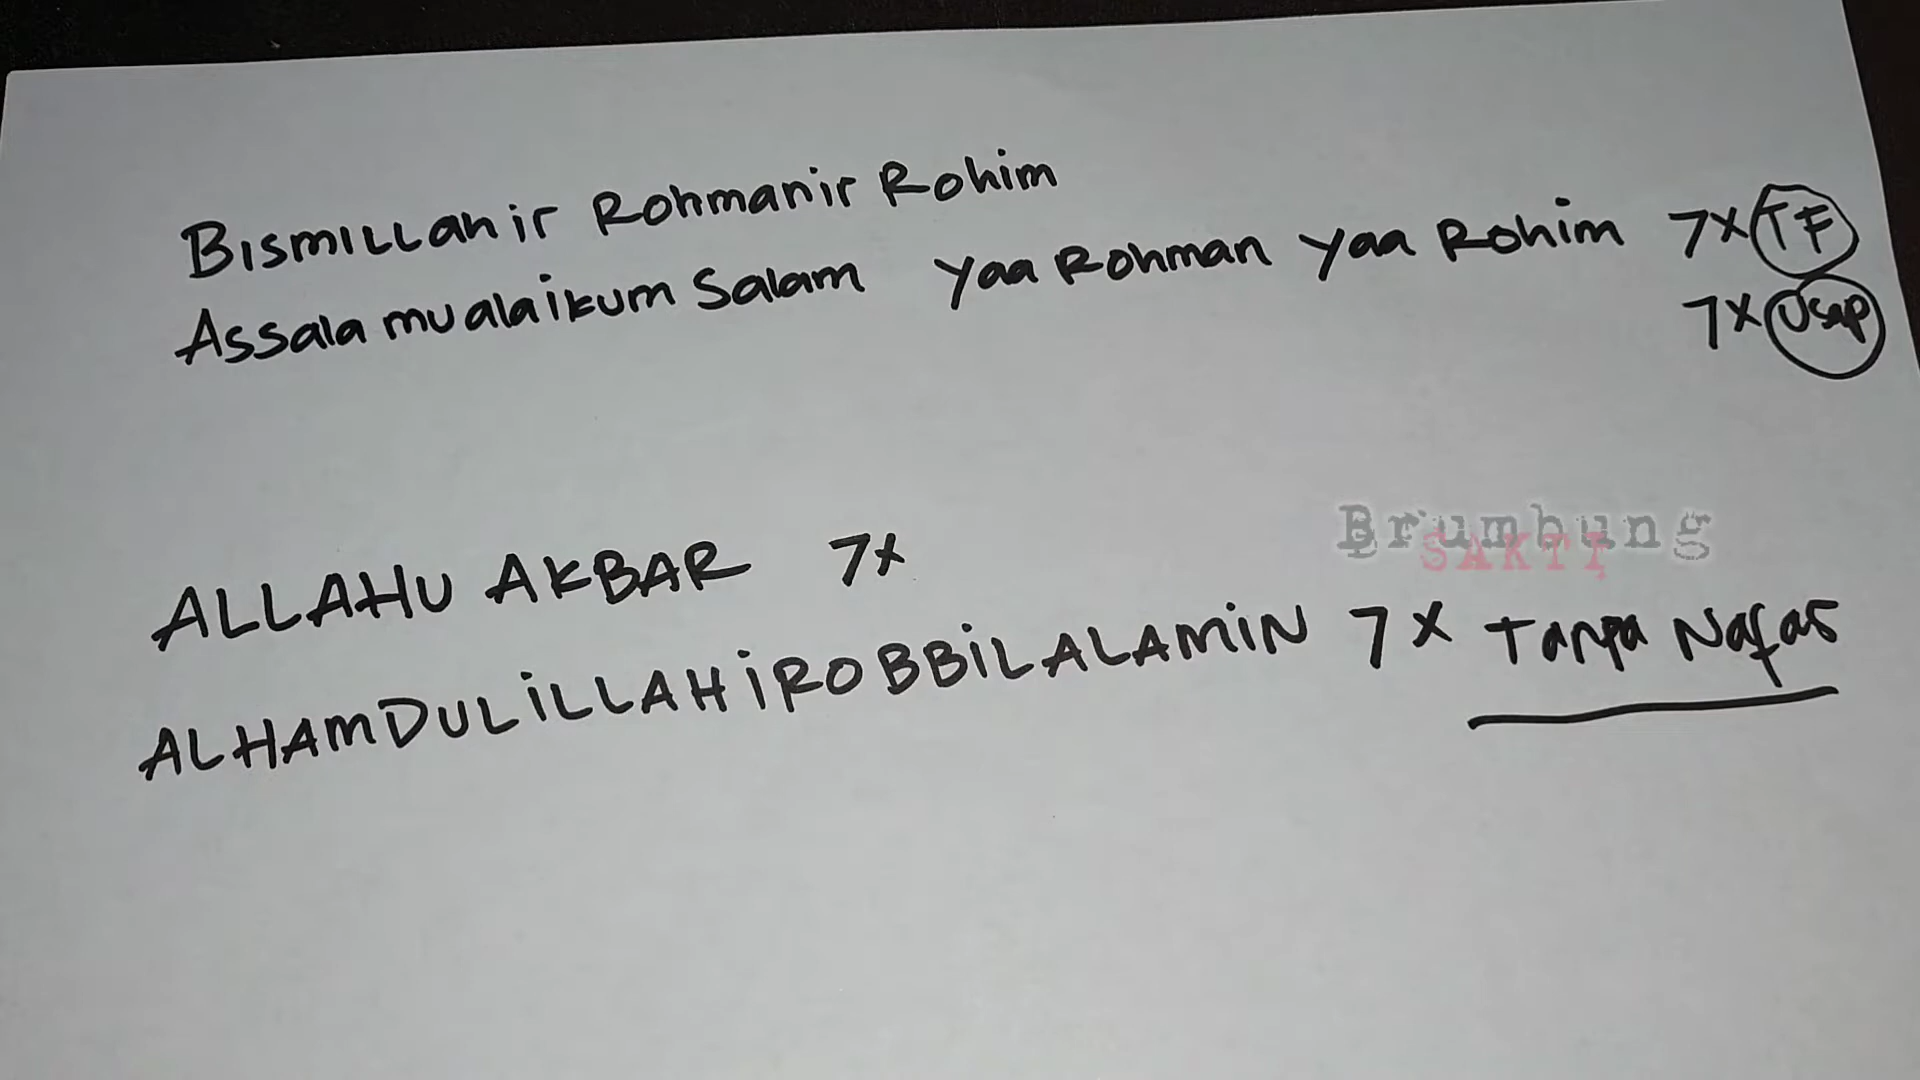 Bismillahir Rohmanir Rohim
Assalamualaikum Salam Yaa Rohman Yaa Rohim 7x TF
7x Usap
ALLAHU AKBAR 7x
ALHAMDULILLAHIROBBILALAMIN 7x Tanpa Nafas
Brumbung
SAKTI